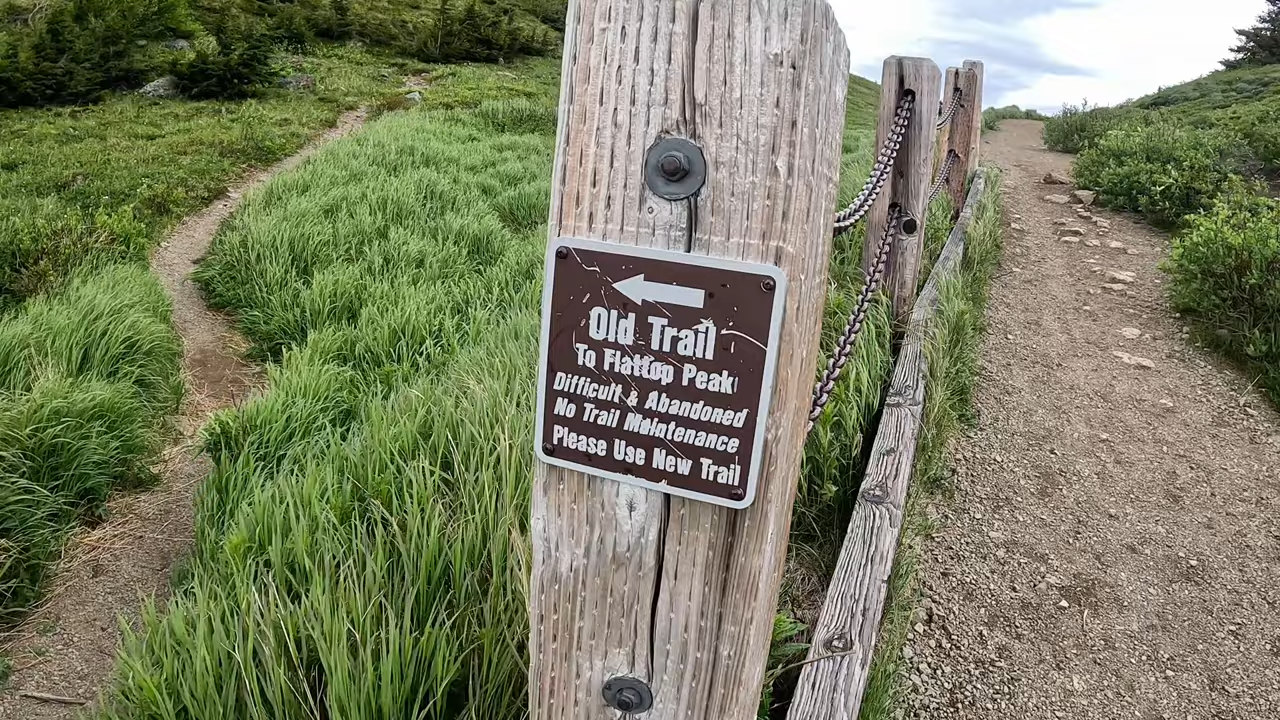 Old Trail
To Flattop Peak
Difficult & Abandoned
No Trail Maintenance
Please Use New Trail